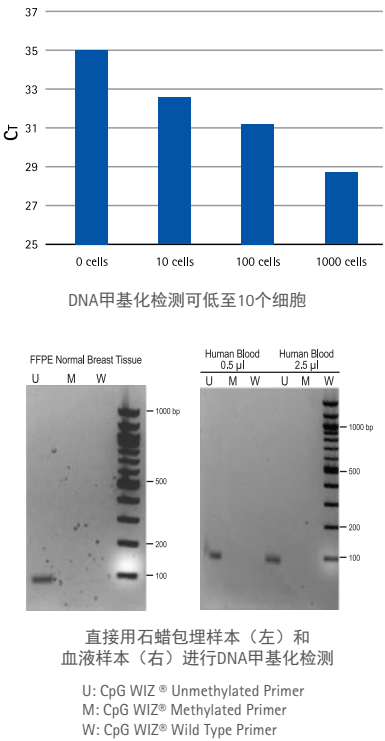 37
35
33
31
29
27
25
CT
0 cells
10 cells
100 cells
1000 cells
DNA甲基化检测可低至10个细胞
FFPE Normal Breast Tissue
U M W
1000 bp
500
200
100
Human Blood
0.5 µl
Human Blood
2.5 µl
U M W U M W
1000 bp
500
200
100
直接用石蜡包埋样本（左）和
血液样本（右）进行DNA甲基化检测
U: CpG WIZ ® Unmethylated Primer
M: CpG WIZ® Methylated Primer
W: CpG WIZ® Wild Type Primer